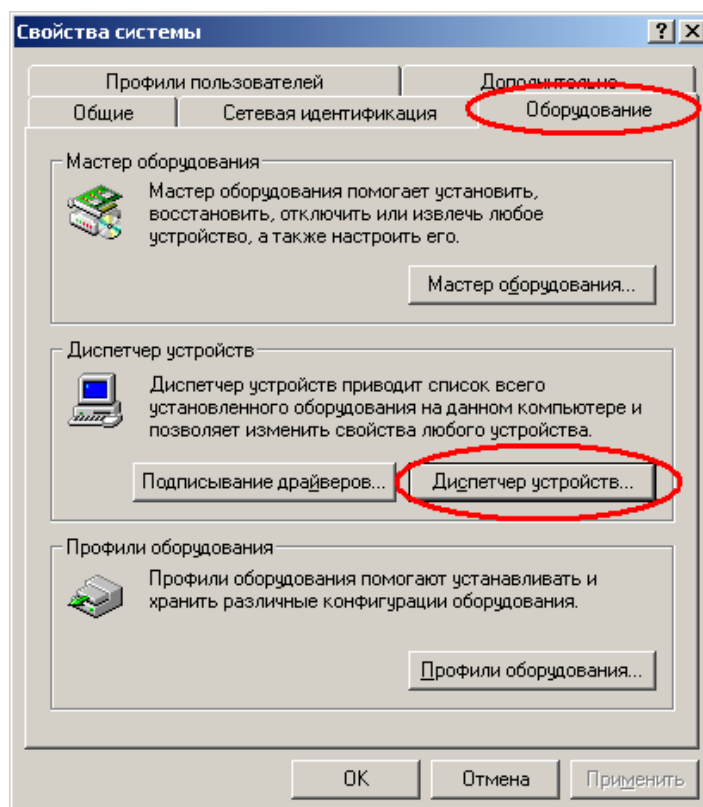 Свойства системы
Профили пользователей
Дополнительно
Общие
Сетевая идентификация
Оборудование
Мастер оборудования
Мастер оборудования помогает установить,
восстановить, отключить или извлечь любое
устройство, а также настроить его.
Мастер оборудования...
Диспетчер устройств
Диспетчер устройств приводит список всего
установленного оборудования на данном компьютере и
позволяет изменить свойства любого устройства.
Подписывание драйверов...
Диспетчер устройств...
Профили оборудования
Профили оборудования помогают устанавливать и
хранить различные конфигурации оборудования.
Профили оборудования...
OK
Отмена
Применить